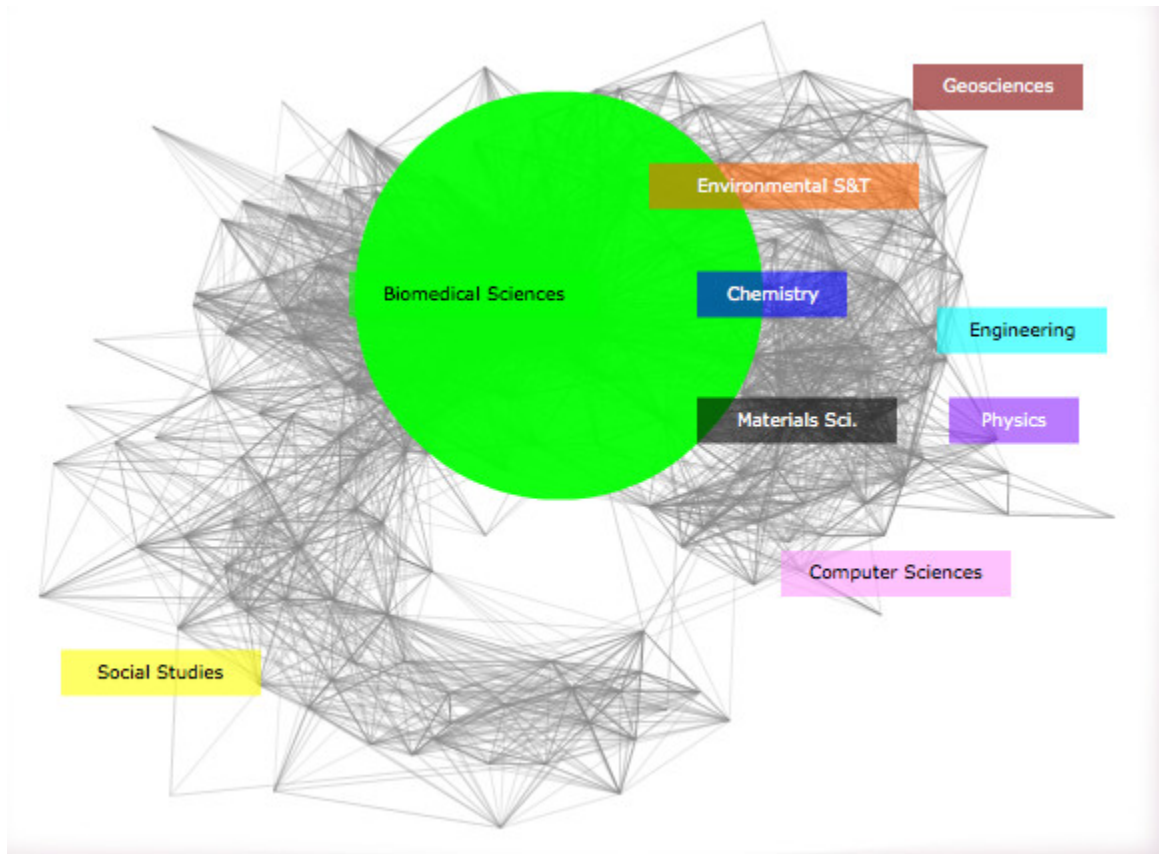 Geosciences
Environmental S&T
Biomedical Sciences
Chemistry
Engineering
Materials Sci.
Physics
Computer Sciences
Social Studies